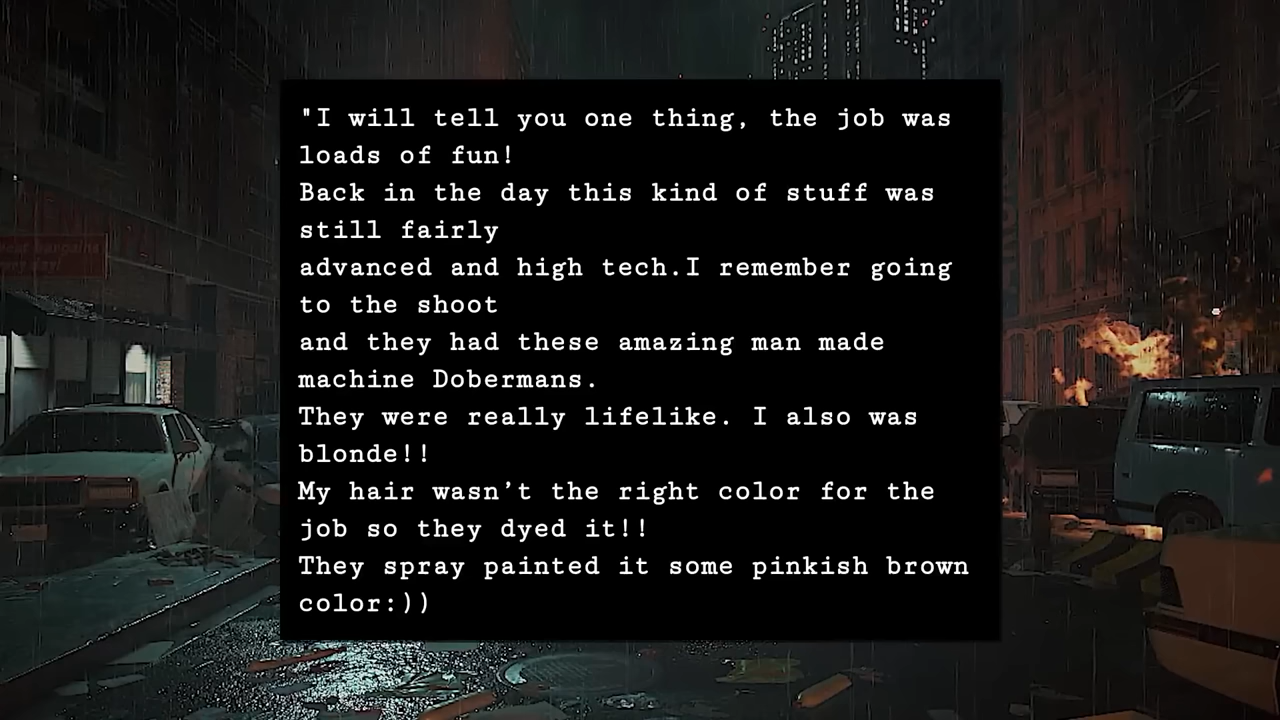 "I will tell you one thing, the job was
loads of fun!
Back in the day this kind of stuff was
still fairly
advanced and high tech.I remember going
to the shoot
and they had these amazing man made
machine Dobermans.
They were really lifelike. I also was
blonde!!
My hair wasn't the right color for the
job so they dyed it!!
They spray painted it some pinkish brown
color:))